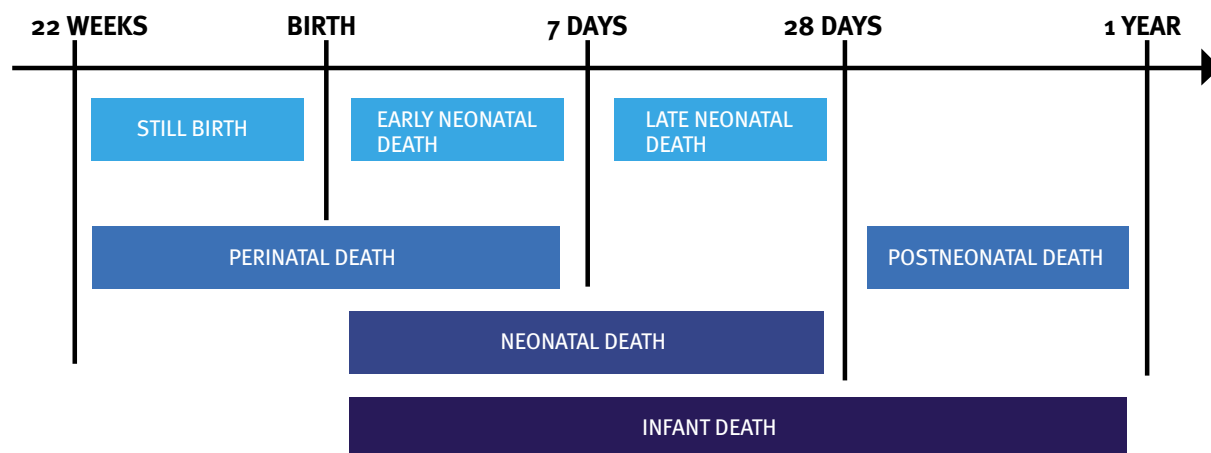 22 WEEKS BIRTH 7 DAYS 28 DAYS 1 YEAR
STILL BIRTH
EARLY NEONATAL
DEATH
LATE NEONATAL
DEATH
PERINATAL DEATH
POSTNEONATAL DEATH
NEONATAL DEATH
INFANT DEATH